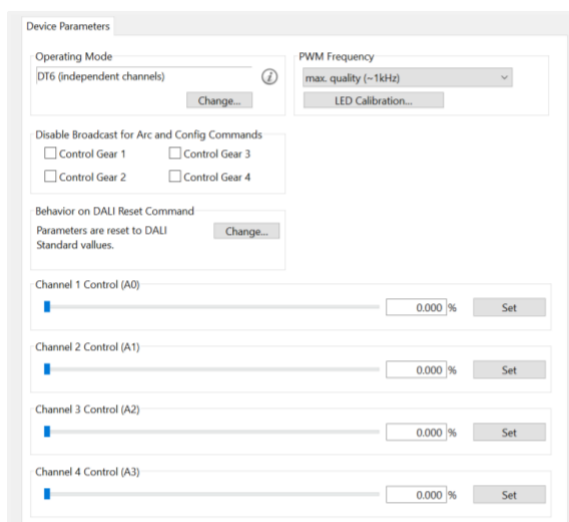 Device Parameters
Operating Mode
DT6 (independent channels)
i
Change...
PWM Frequency
max. quality (~1kHz)
LED Calibration...
Disable Broadcast for Arc and Config Commands
Control Gear 1
Control Gear 3
Control Gear 2
Control Gear 4
Behavior on DALI Reset Command
Parameters are reset to DALI
Standard vallues.
Change...
Channel 1 Control (A0)
0.000 %
Set
Channel 2 Control (A1)
0.000 %
Set
Channel 3 Control (A2)
0.000 %
Set
Channel 4 Control (A3)
0.000 %
Set